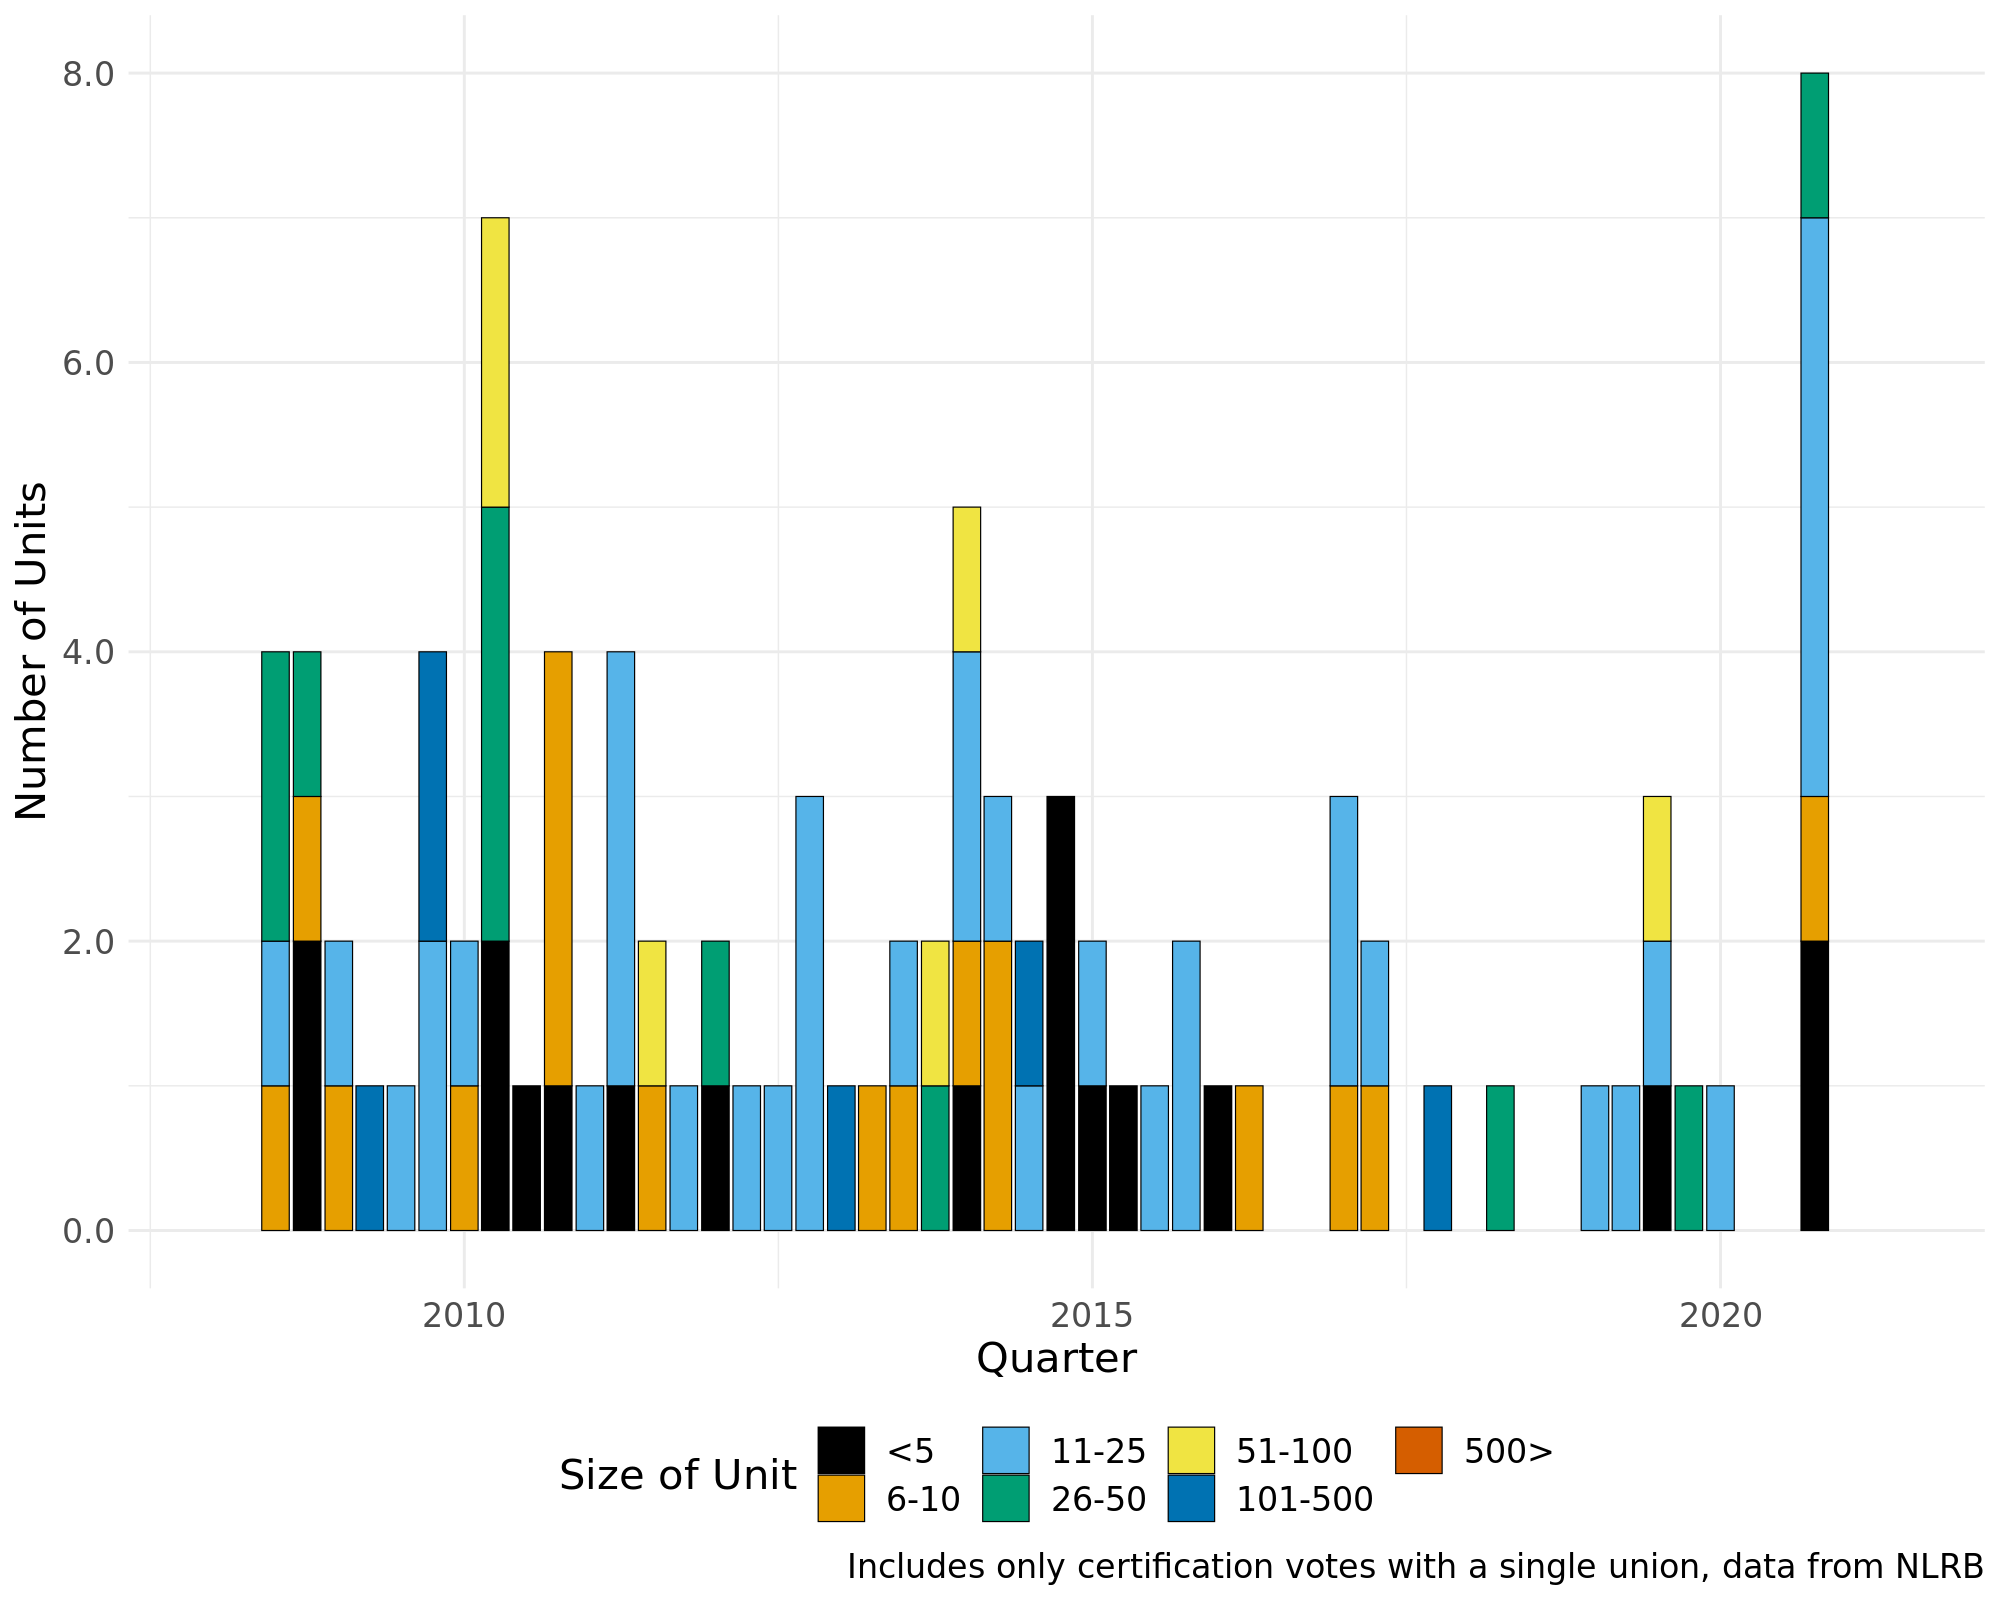 8.0
6.0
4.0
2.0
0.0
Number of Units
2010 2015 2020
Quarter
Size of Unit
<5 11-25 51-100 500>
6-10 26-50 101-500
Includes only certification votes with a single union, data from NLRB